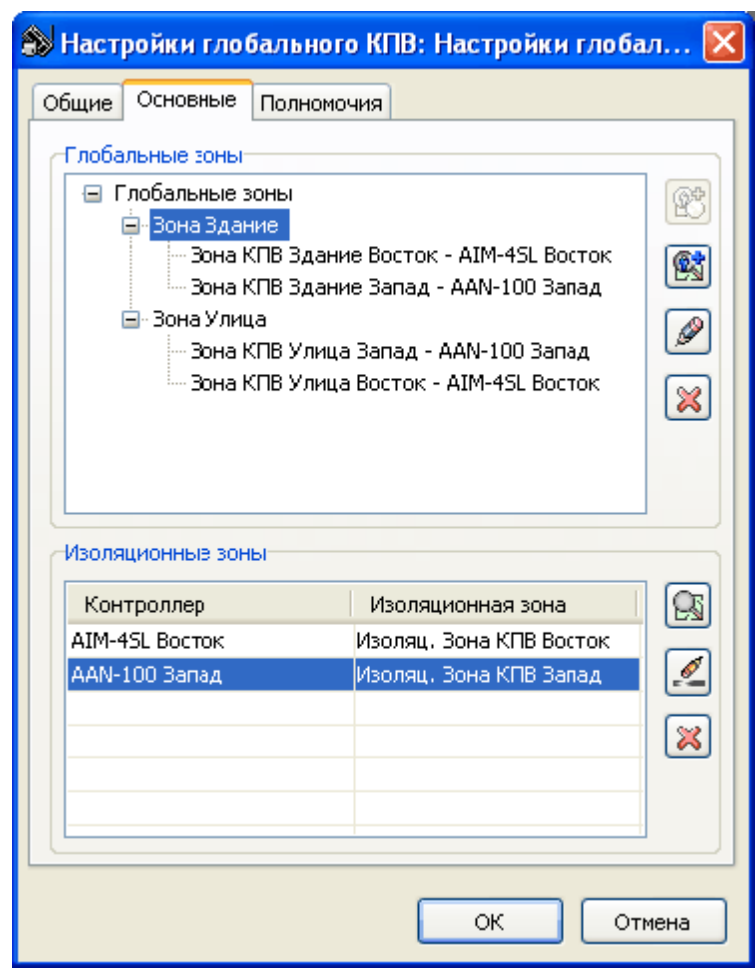 Настройки глобального КПВ: Настройки глобал...
Общие Основные Полномочия
Глобальные зоны
Глобальные зоны
Зона Здание
Зона КПВ Здание Восток - AIM-4SL Восток
Зона КПВ Здание Запад - AAN-100 Запад
Зона Улица
Зона КПВ Улица Запад - AAN-100 Запад
Зона КПВ Улица Восток - AIM-4SL Восток
Изоляционные зоны
Контроллер Изоляционная зона
AIM-4SL Восток Изоляц. Зона КПВ Восток
AAN-100 Запад Изоляц. Зона КПВ Запад
ОК Отмена